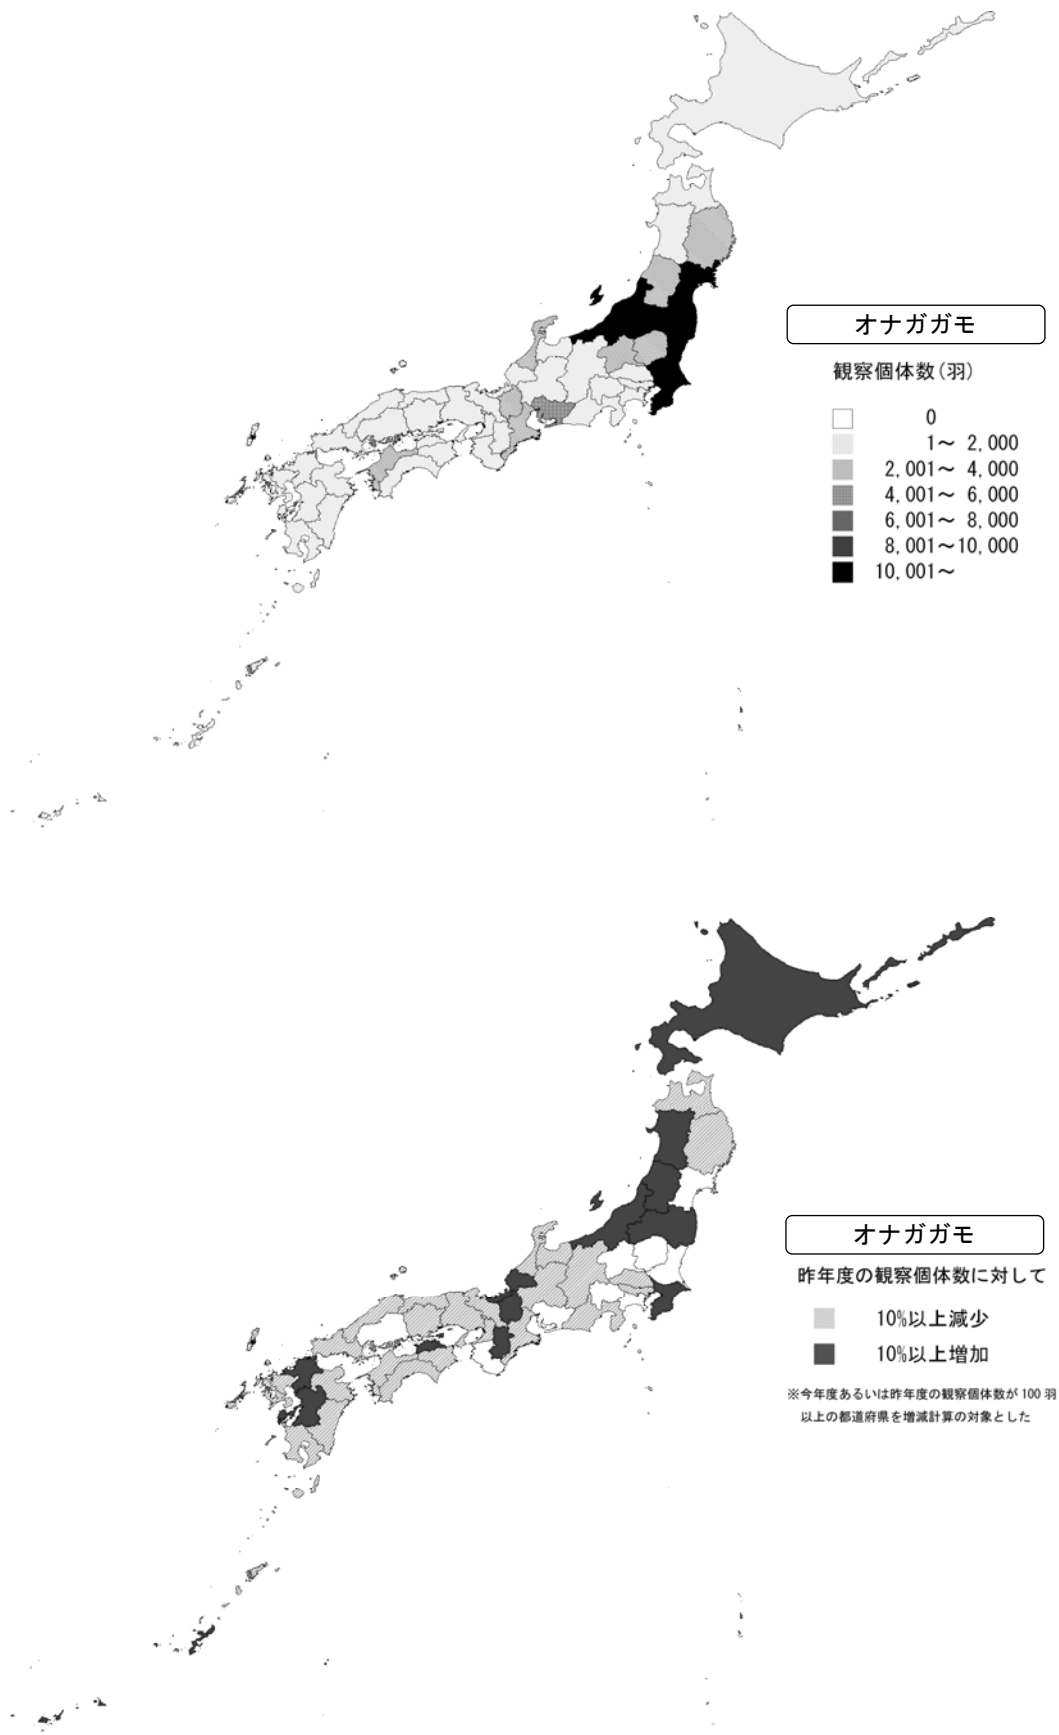 オナガガモ
観察個体数(羽)
0
1~ 2,000
2,001~ 4,000
4,001~ 6,000
6,001~ 8,000
8,001~10,000
10,001~
オナガガモ
昨年度の観察個体数に対して
10%以上減少
10%以上増加
※今年度あるいは昨年度の観察個体数が 100 羽
以上の都道府県を増減計算の対象とした